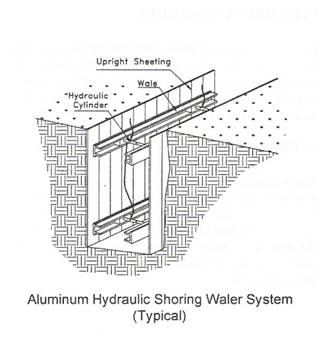 Upright Sheeting
Wale
Hydraulic
Cylinder
Aluminum Hydraulic Shoring Waler System
(Typical)